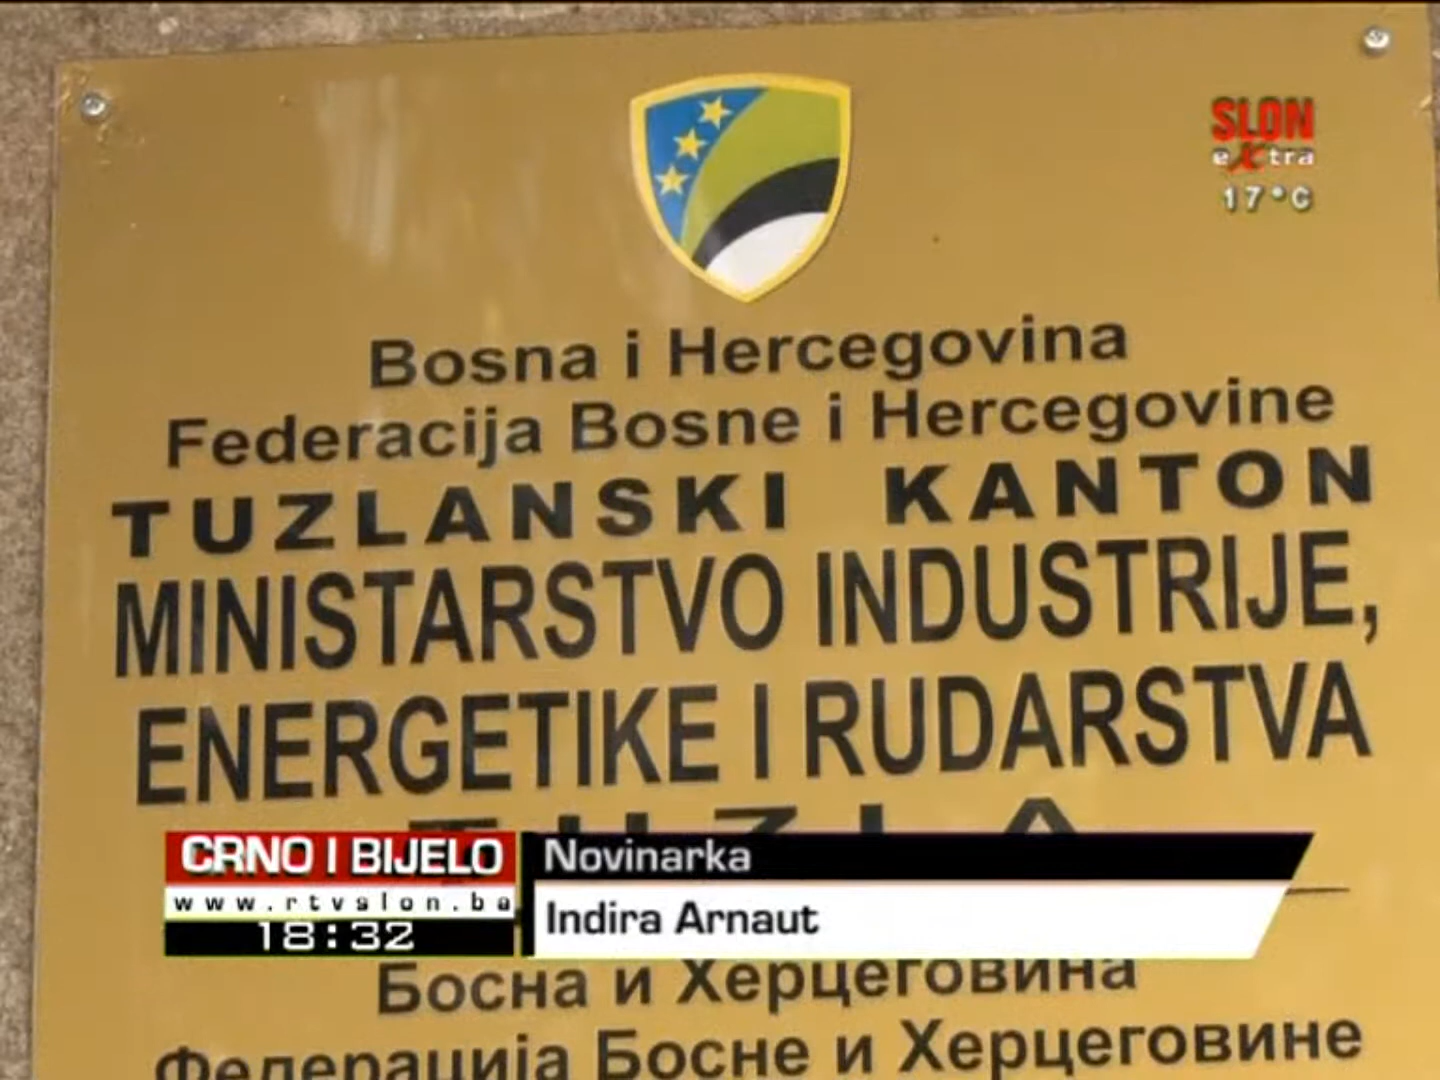 SLON
extra
17°C
Bosna i Hercegovina
Federacija Bosne i Hercegovine
TUZLANSKI KANTON
MINISTARSTVO INDUSTRIJE,
ENERGETIKE I RUDARSTVA
TUZLA
CRNO I BIJELO
www.rtvslon.ba
18:32
Novinarka
Indira Arnaut
Босна и Херцеговина
Федерација Босне и Херцеговине